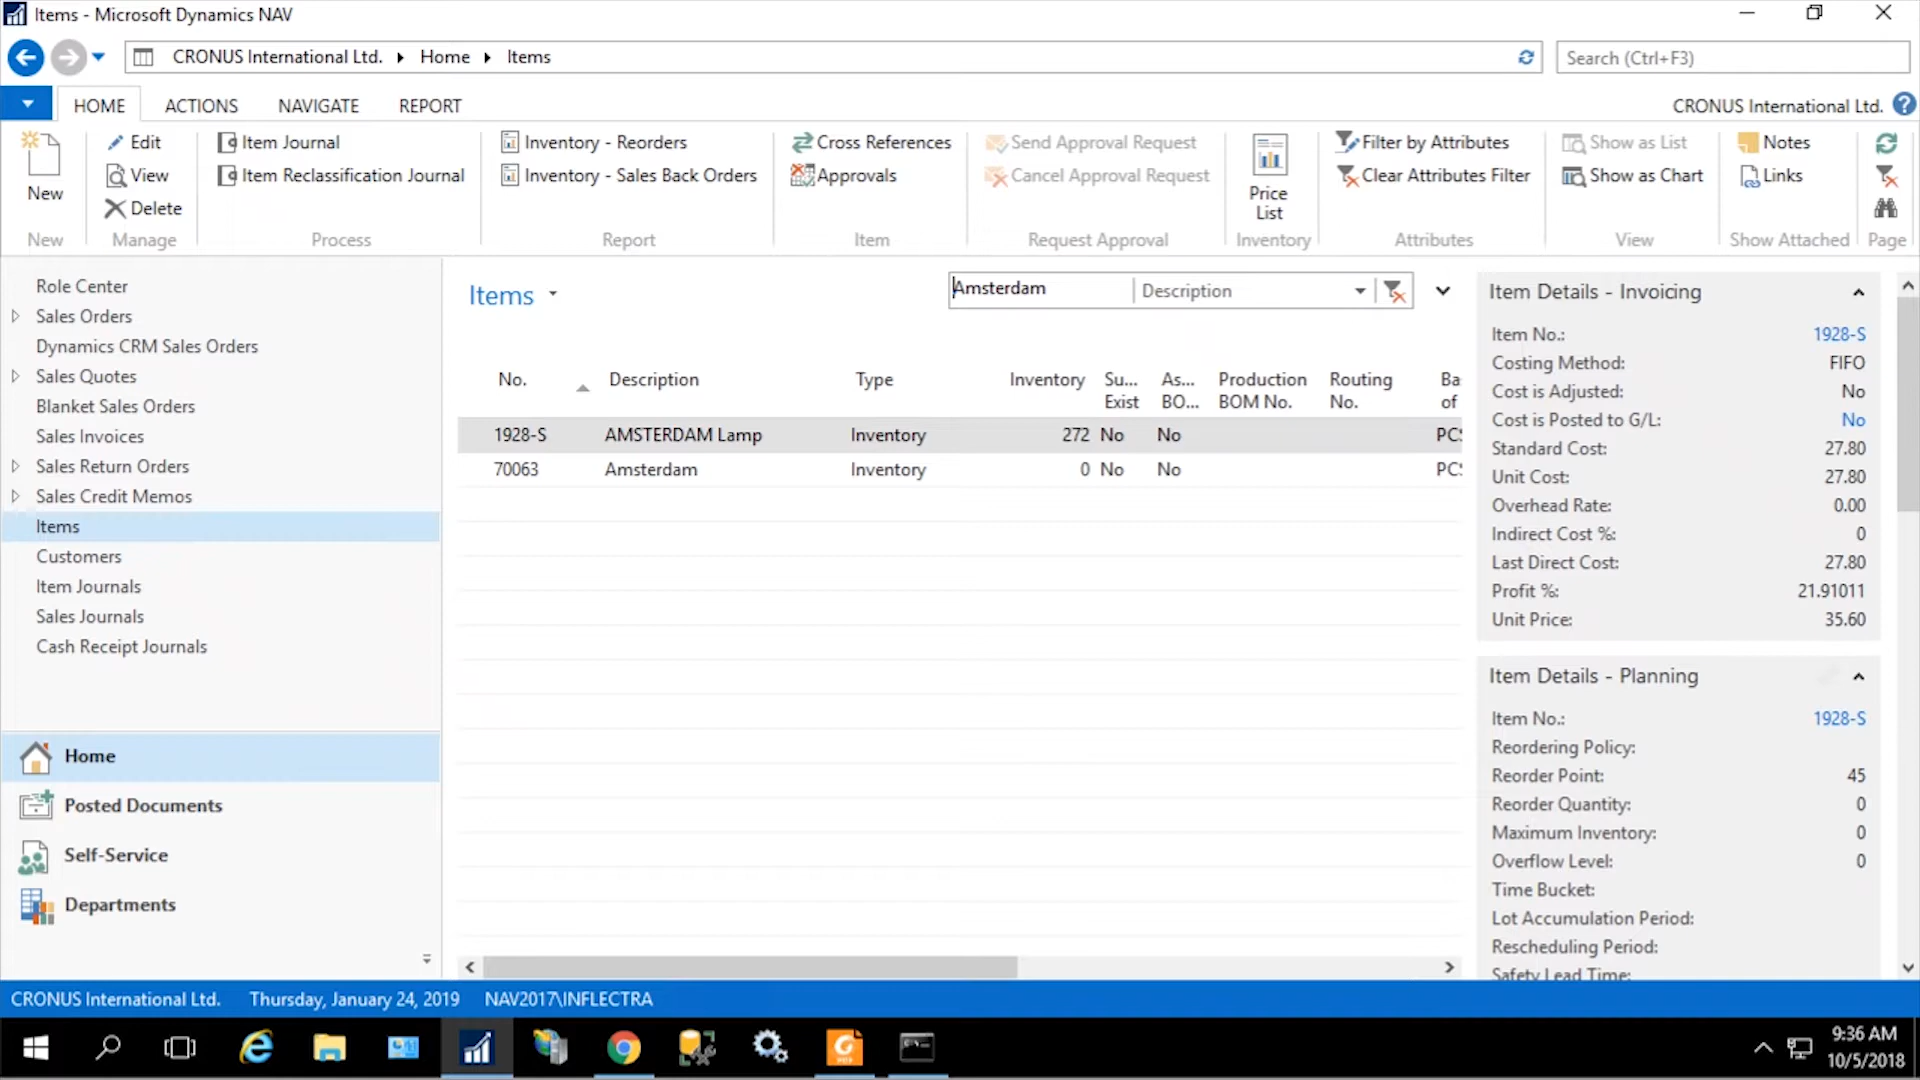 Items - Microsoft Dynamics NAV
CRONUS International Ltd. Home Items
Search (Ctrl+F3)
HOME ACTIONS NAVIGATE REPORT
CRONUS International Ltd.
New
New
Edit
View
Delete
Manage
Item Journal
Item Reclassification Journal
Process
Inventory - Reorders
Inventory - Sales Back Orders
Report
Cross References
Approvals
Item
Send Approval Request
Cancel Approval Request
Request Approval
Price
List
Inventory
Filter by Attributes
Clear Attributes Filter
Attributes
Show as List
Show as Chart
View
Notes
Links
Show Attached
Page
Role Center
Sales Orders
Dynamics CRM Sales Orders
Sales Quotes
Blanket Sales Orders
Sales Invoices
Sales Return Orders
Sales Credit Memos
Items
Customers
Item Journals
Sales Journals
Cash Receipt Journals
Home
Posted Documents
Self-Service
Departments
Items
Amsterdam Description
No. Description Type Inventory Su... As... Production Routing Ba
Exist BO... BOM No. No. of
1928-S AMSTERDAM Lamp Inventory 272 No No PCS
70063 Amsterdam Inventory 0 No No PCS
Item Details - Invoicing
Item No.: 1928-S
Costing Method: FIFO
Cost is Adjusted: No
Cost is Posted to G/L: No
Standard Cost: 27.80
Unit Cost: 27.80
Overhead Rate: 0.00
Indirect Cost %: 0
Last Direct Cost: 27.80
Profit %: 21.91011
Unit Price: 35.60
Item Details - Planning
Item No.: 1928-S
Reordering Policy:
Reorder Point: 45
Reorder Quantity: 0
Maximum Inventory: 0
Overflow Level: 0
Time Bucket:
Lot Accumulation Period:
Rescheduling Period:
Safety Lead Time:
CRONUS International Ltd. Thursday, January 24, 2019 NAV2017\INFLECTRA
9:36 AM
10/5/2018